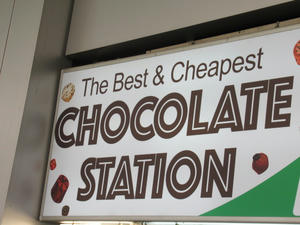 The Best & Cheapest
CHOCOLATE
STATION